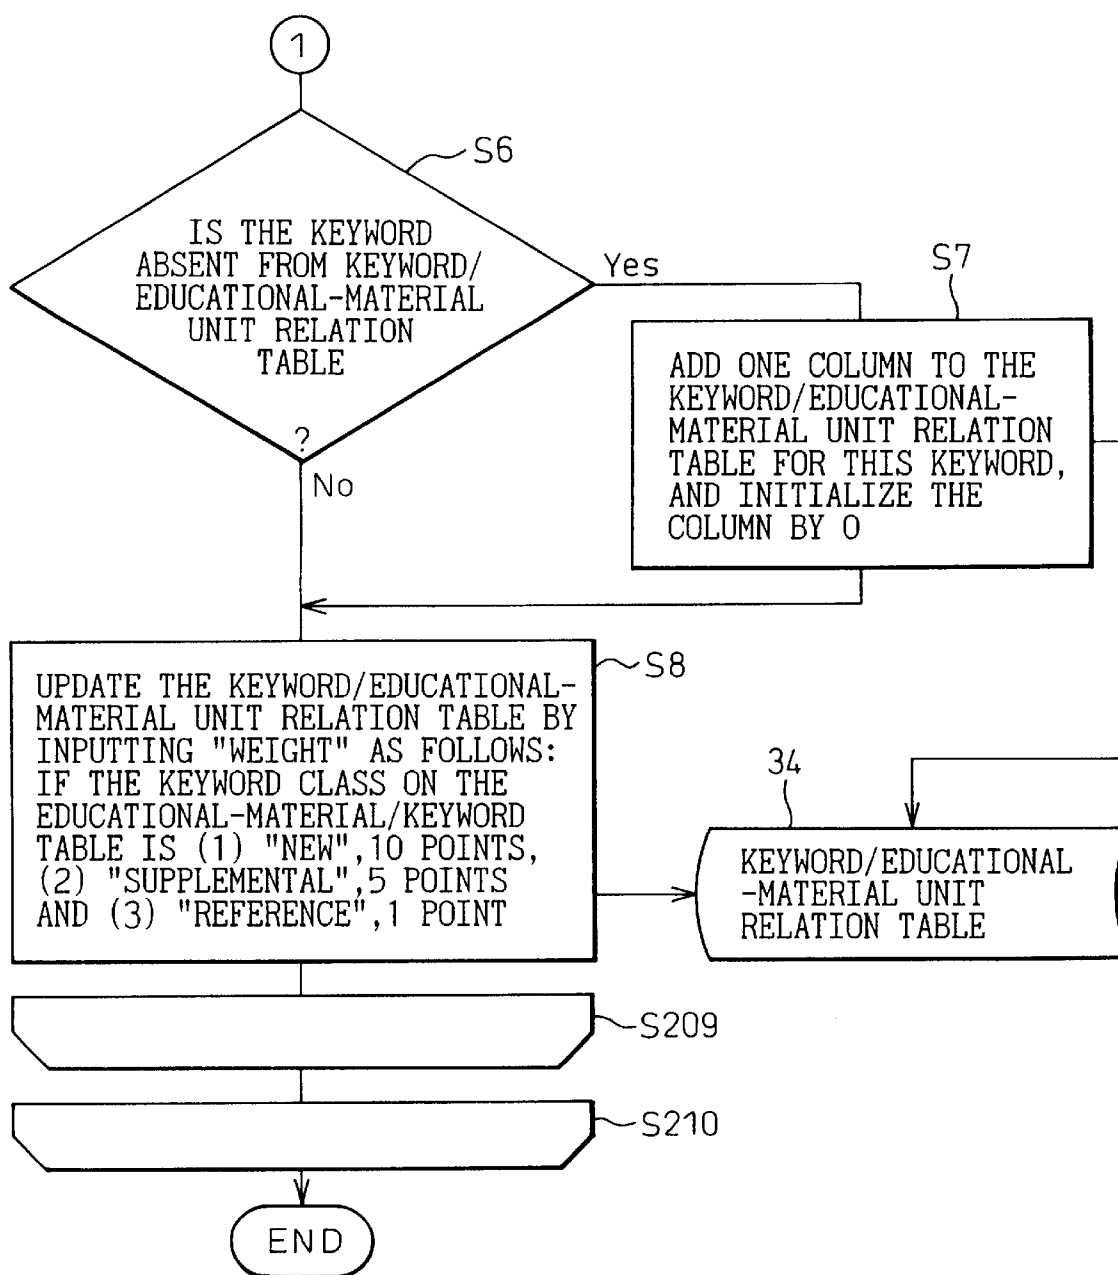 1
S6
IS THE KEYWORD
ABSENT FROM KEYWORD/
EDUCATIONAL-MATERIAL
UNIT RELATION
TABLE
?
Yes
No
S7
ADD ONE COLUMN TO THE
KEYWORD/EDUCATIONAL-
MATERIAL UNIT RELATION
TABLE FOR THIS KEYWORD,
AND INITIALIZE THE
COLUMN BY 0
S8
UPDATE THE KEYWORD/EDUCATIONAL-
MATERIAL UNIT RELATION TABLE BY
INPUTTING "WEIGHT" AS FOLLOWS:
IF THE KEYWORD CLASS ON THE
EDUCATIONAL-MATERIAL/KEYWORD
TABLE IS (1) "NEW",10 POINTS,
(2) "SUPPLEMENTAL",5 POINTS
AND (3) "REFERENCE",1 POINT
34
KEYWORD/EDUCATIONAL
-MATERIAL UNIT
RELATION TABLE
S209
S210
END